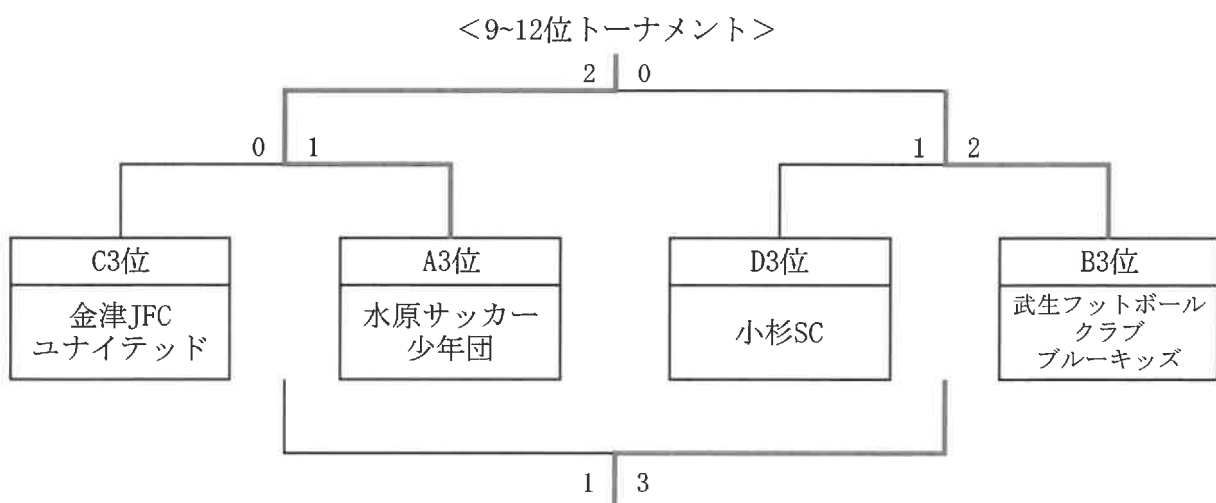 <9~12位トーナメント>
2 0
0 1
1 2
C3位
A3位
D3位
B3位
金津JFC
ユナイテッド
水原サッカー
少年団
小杉SC
武生フットボール
クラブ
ブルーキッズ
1 3